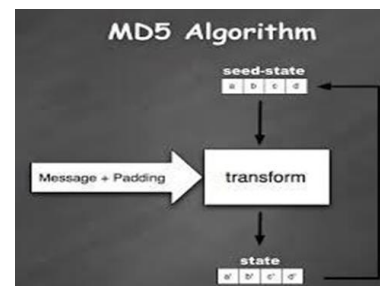 MD5 Algorithm
seed-state
a b c d
Message + Padding
transform
state
a' b' c' d'